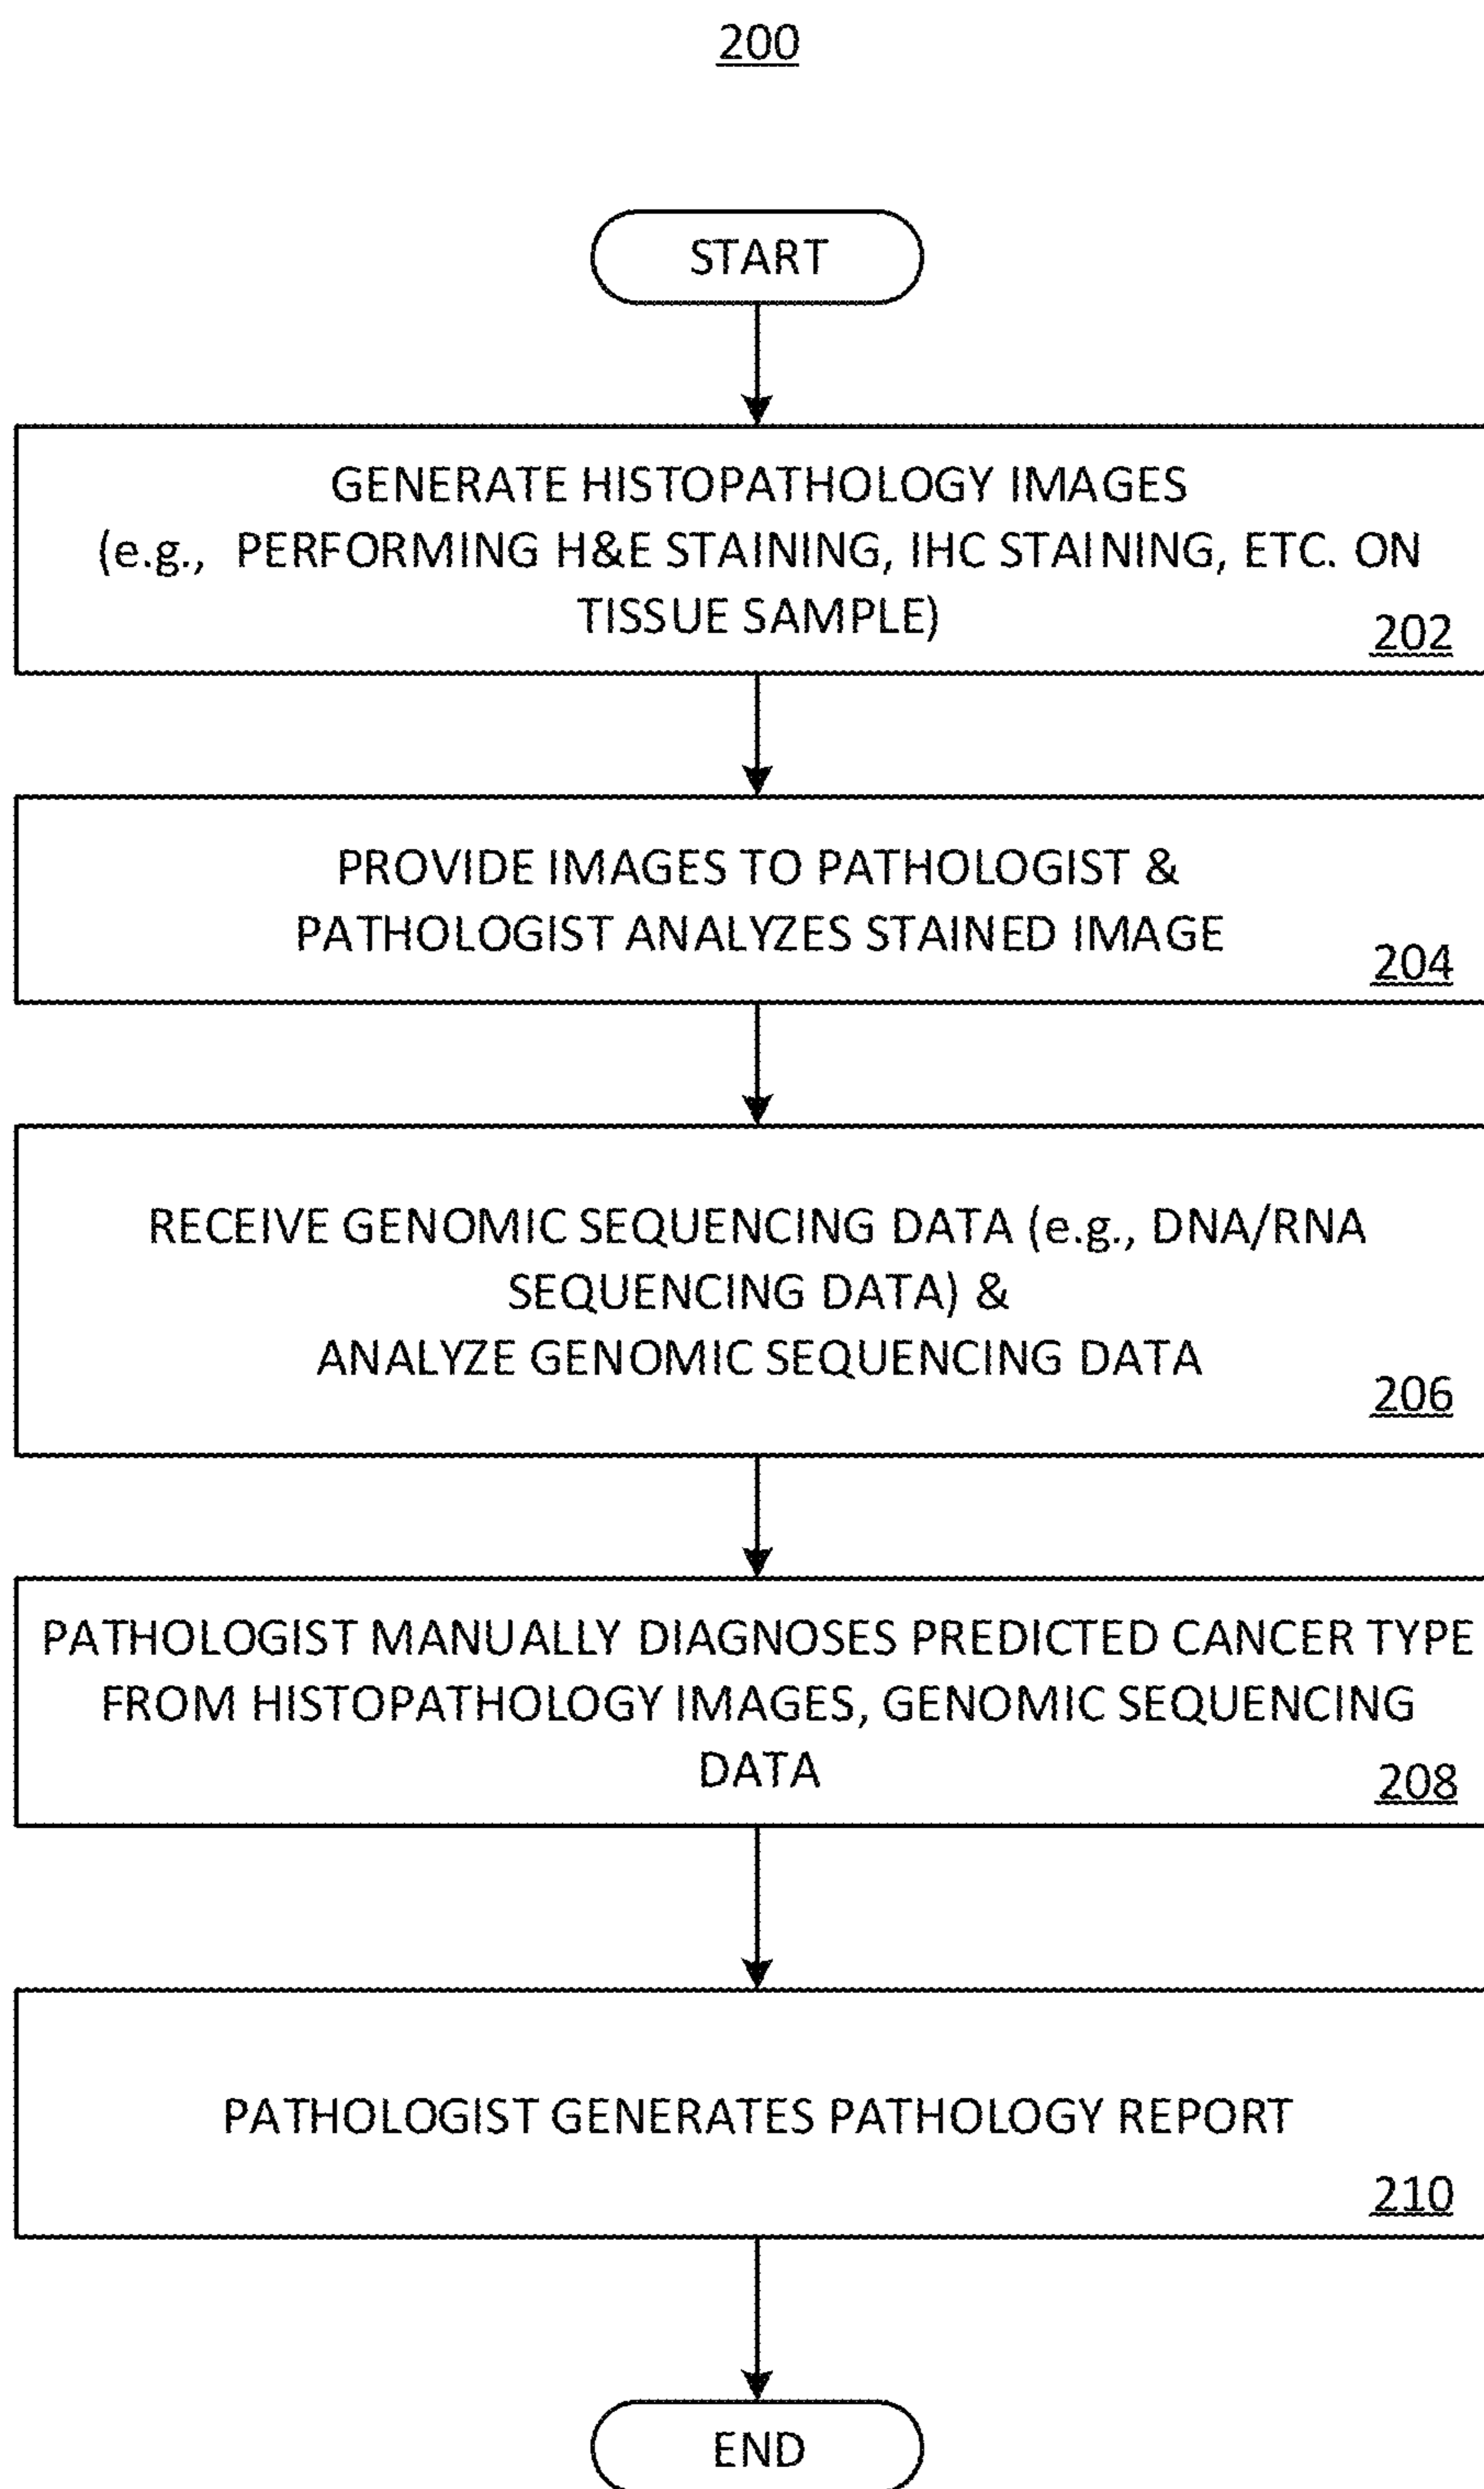 200
START
GENERATE HISTOPATHOLOGY IMAGES
(e.g., PERFORMING H&E STAINING, IHC STAINING, ETC. ON
TISSUE SAMPLE)
202
PROVIDE IMAGES TO PATHOLOGIST &
PATHOLOGIST ANALYZES STAINED IMAGE
204
RECEIVE GENOMIC SEQUENCING DATA (e.g., DNA/RNA
SEQUENCING DATA) &
ANALYZE GENOMIC SEQUENCING DATA
206
PATHOLOGIST MANUALLY DIAGNOSES PREDICTED CANCER TYPE
FROM HISTOPATHOLOGY IMAGES, GENOMIC SEQUENCING
DATA
208
PATHOLOGIST GENERATES PATHOLOGY REPORT
210
END